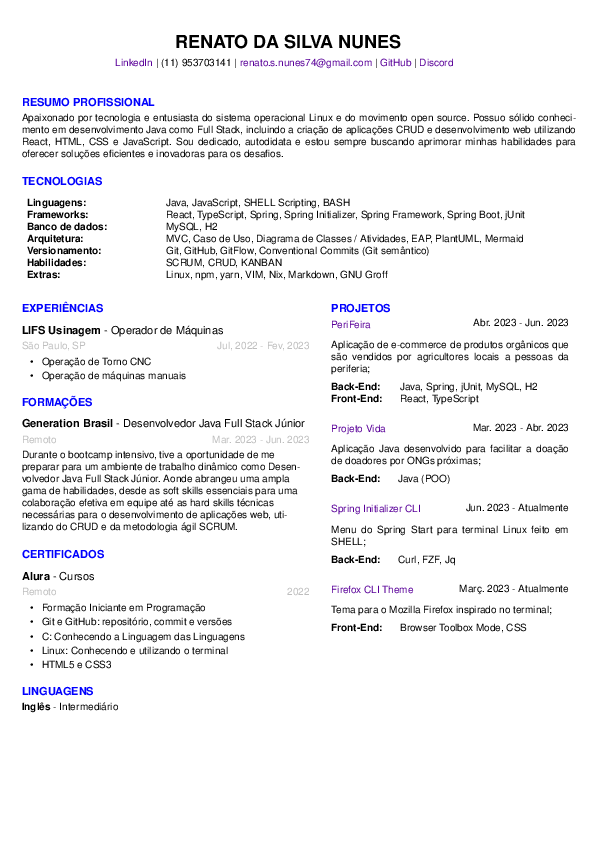 RENATO DA SILVA NUNES
LinkedIn | (11) 953703141 | renato.s.nunes74@gmail.com | GitHub | Discord
RESUMO PROFISSIONAL
Apaixonado por tecnologia e entusiasta do sistema operacional Linux e do movimento open source. Possuo sólido conheci-
mento em desenvolvimento Java como Full Stack, incluindo a criação de aplicações CRUD e desenvolvimento web utilizando
React, HTML, CSS e JavaScript. Sou dedicado, autodidata e estou sempre buscando aprimorar minhas habilidades para
oferecer soluções eficientes e inovadoras para os desafios.
TECNOLOGIAS
Linguagens: Java, JavaScript, SHELL Scripting, BASH
Frameworks: React, TypeScript, Spring, Spring Initializer, Spring Framework, Spring Boot, jUnit
Banco de dados: MySQL, H2
Arquitetura: MVC, Caso de Uso, Diagrama de Classes / Atividades, EAP, PlantUML, Mermaid
Versionamento: Git, GitHub, GitFlow, Conventional Commits (Git semântico)
Habilidades: SCRUM, CRUD, KANBAN
Extras: Linux, npm, yarn, VIM, Nix, Markdown, GNU Groff
EXPERIÊNCIAS
LIFS Usinagem - Operador de Máquinas
São Paulo, SP Jul, 2022 - Fev, 2023
• Operação de Torno CNC
• Operação de máquinas manuais
FORMAÇÕES
Generation Brasil - Desenvolvedor Java Full Stack Júnior
Remoto Mar. 2023 - Jun. 2023
Durante o bootcamp intensivo, tive a oportunidade de me
preparar para um ambiente de trabalho dinâmico como Desen-
volvedor Java Full Stack Júnior. Aonde abrangeu uma ampla
gama de habilidades, desde as soft skills essenciais para uma
colaboração efetiva em equipe até as hard skills técnicas
necessárias para o desenvolvimento de aplicações web, uti-
lizando do CRUD e da metodologia ágil SCRUM.
CERTIFICADOS
Alura - Cursos
Remoto 2022
• Formação Iniciante em Programação
• Git e GitHub: repositório, commit e versões
• C: Conhecendo a Linguagem das Linguagens
• Linux: Conhecendo e utilizando o terminal
• HTML5 e CSS3
LINGUAGENS
Inglês - Intermediário
PROJETOS
PeriFeira Abr. 2023 - Jun. 2023
Aplicação de e-commerce de produtos orgânicos que
são vendidos por agricultores locais a pessoas da
periferia;
Back-End: Java, Spring, jUnit, MySQL, H2
Front-End: React, TypeScript
Projeto Vida Mar. 2023 - Abr. 2023
Aplicação Java desenvolvido para facilitar a doação
de doadores por ONGs próximas;
Back-End: Java (POO)
Spring Initializer CLI Jun. 2023 - Atualmente
Menu do Spring Start para terminal Linux feito em
SHELL;
Back-End: Curl, FZF, Jq
Firefox CLI Theme Març. 2023 - Atualmente
Tema para o Mozilla Firefox inspirado no terminal;
Front-End: Browser Toolbox Mode, CSS